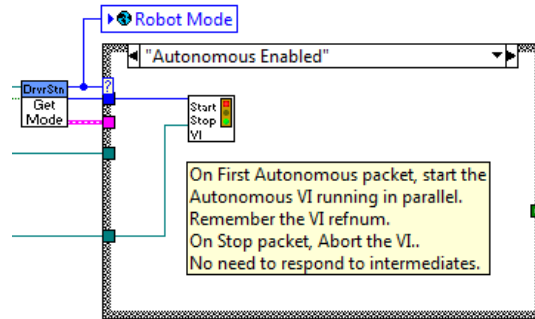 Robot Mode
"Autonomous Enabled"
DrvrStn
Get
Mode
?
Start
Stop
VI
On First Autonomous packet, start the
Autonomous VI running in parallel.
Remember the VI refnum.
On Stop packet, Abort the VI..
No need to respond to intermediates.